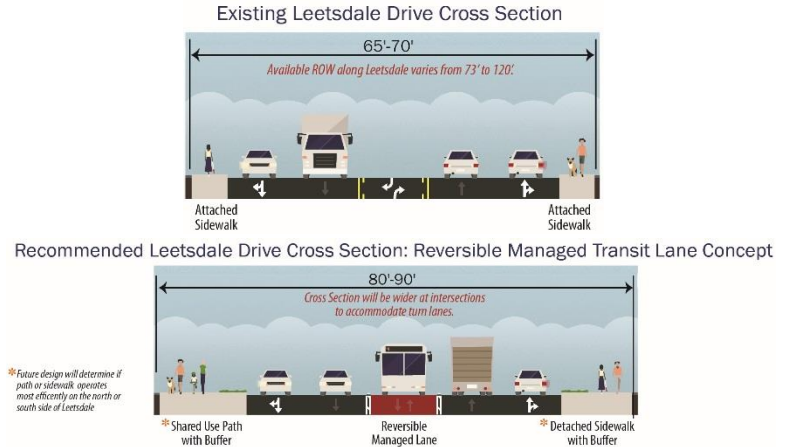 Existing Leetsdale Drive Cross Section
65'-70'
Available ROW along Leetsdale varies from 73' to 120'.
Attached
Sidewalk
Attached
Sidewalk
Recommended Leetsdale Drive Cross Section: Reversible Managed Transit Lane Concept
80'-90'
Cross Section will be wider at intersections
to accommodate turn lanes.
*Future design will determine if
path or sidewalk operates
most efficently on the north or
south side of Leetsdale
*Shared Use Path
with Buffer
Reversible
Managed Lane
*Detached Sidewalk
with Buffer